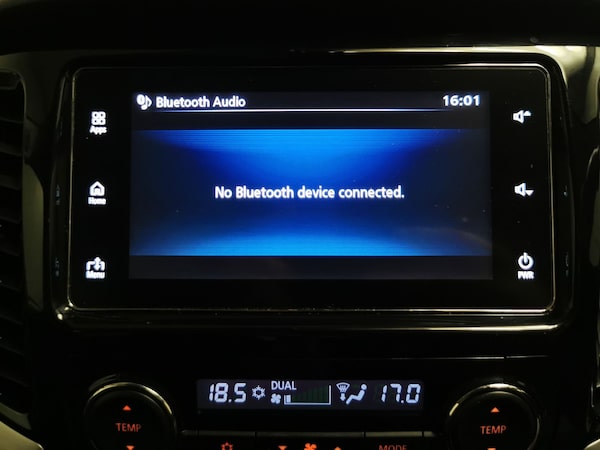 Bluetooth Audio 16:01
Apps
No Bluetooth device connected.
Home
Menu
PWR
18.5 DUAL 17.0
TEMP TEMP
MODE